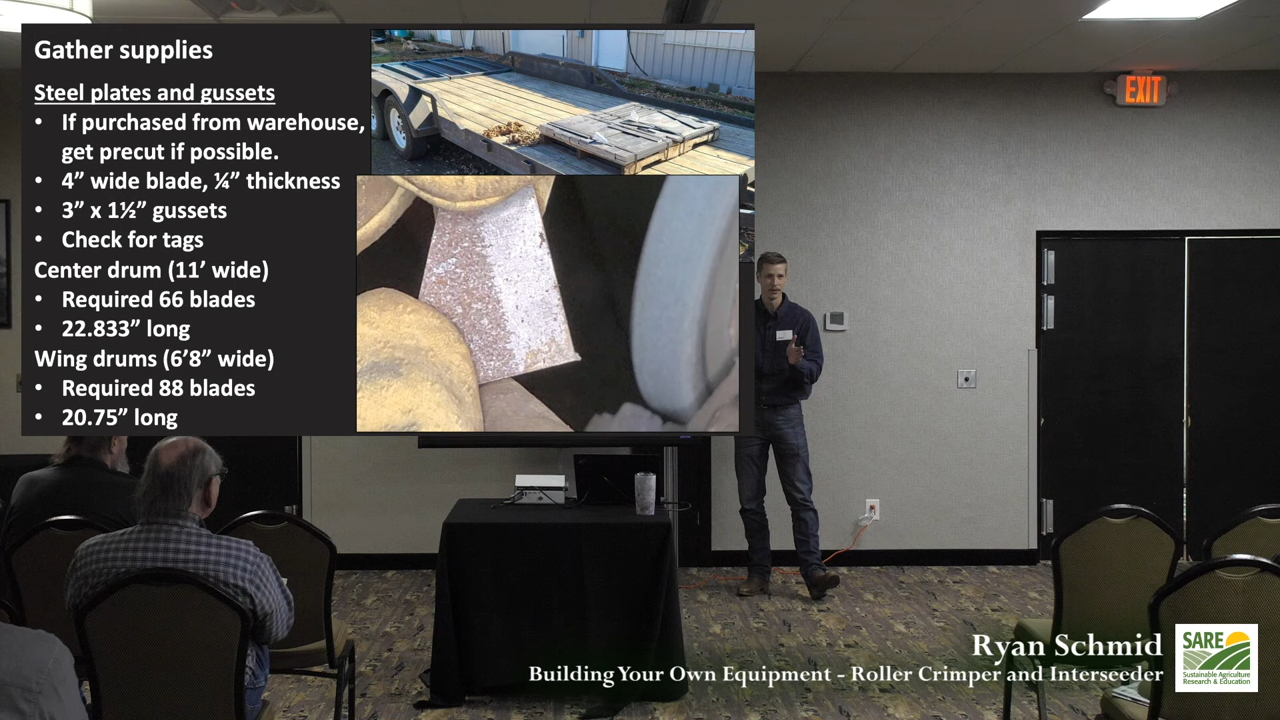 Gather supplies
Steel plates and gussets
• If purchased from warehouse,
get precut if possible.
• 4” wide blade, ¼” thickness
• 3” x 1½” gussets
• Check for tags
Center drum (11’ wide)
• Required 66 blades
• 22.833” long
Wing drums (6’8” wide)
• Required 88 blades
• 20.75” long
EXIT
Ryan Schmid
Building Your Own Equipment - Roller Crimper and Interseeder
SARE
Sustainable Agriculture
Research & Education